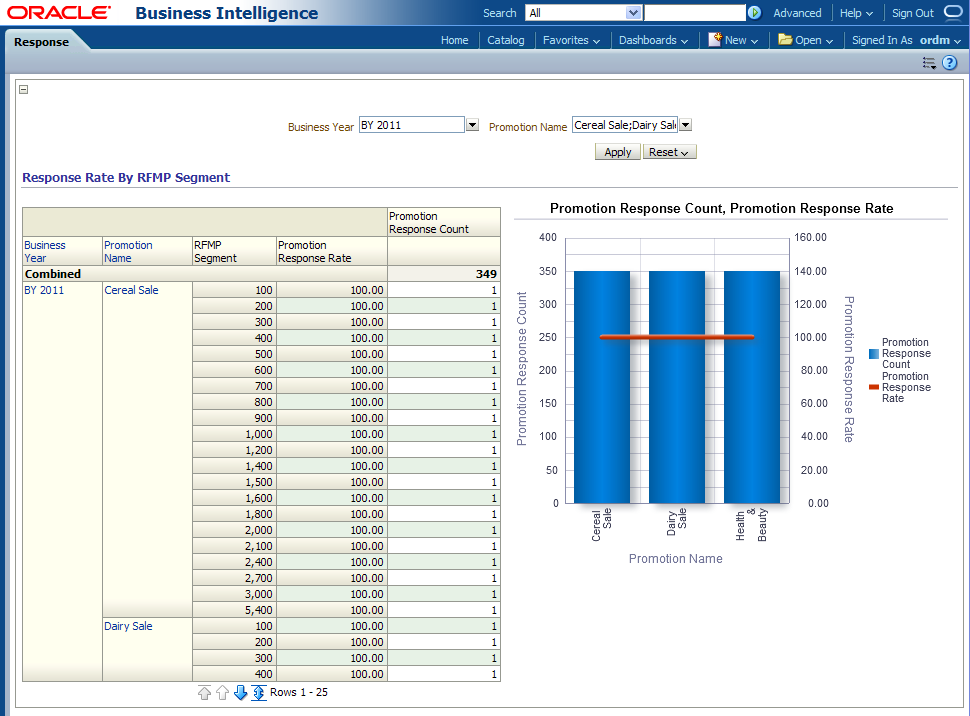 ORACLE Business Intelligence Search All Advanced Help Sign Out
Response Home Catalog Favorites Dashboards New Open Signed In As ordm
Business Year BY 2011 Promotion Name Cereal Sale;Dairy Sal
Apply Reset
Response Rate By RFMP Segment
Promotion
Response Count
Business
Year
Promotion
Name
RFMP
Segment
Promotion
Response Rate
Combined 349
BY 2011 Cereal Sale 100 100.00 1
200 100.00 1
300 100.00 1
400 100.00 1
500 100.00 1
600 100.00 1
700 100.00 1
800 100.00 1
900 100.00 1
1,000 100.00 1
1,200 100.00 1
1,400 100.00 1
1,500 100.00 1
1,600 100.00 1
1,800 100.00 1
2,000 100.00 1
2,100 100.00 1
2,400 100.00 1
2,700 100.00 1
3,000 100.00 1
5,400 100.00 1
Dairy Sale 100 100.00 1
200 100.00 1
300 100.00 1
400 100.00 1
Rows 1 - 25
Promotion Response Count, Promotion Response Rate
Promotion Response Count
400
350
300
250
200
150
100
50
0
160.00
140.00
120.00
100.00
80.00
60.00
40.00
20.00
0.00
Promotion Response Rate
Cereal
Sale
Dairy
Sale
Health
&
Beauty
Promotion Name
Promotion
Response
Count
Promotion
Response
Rate